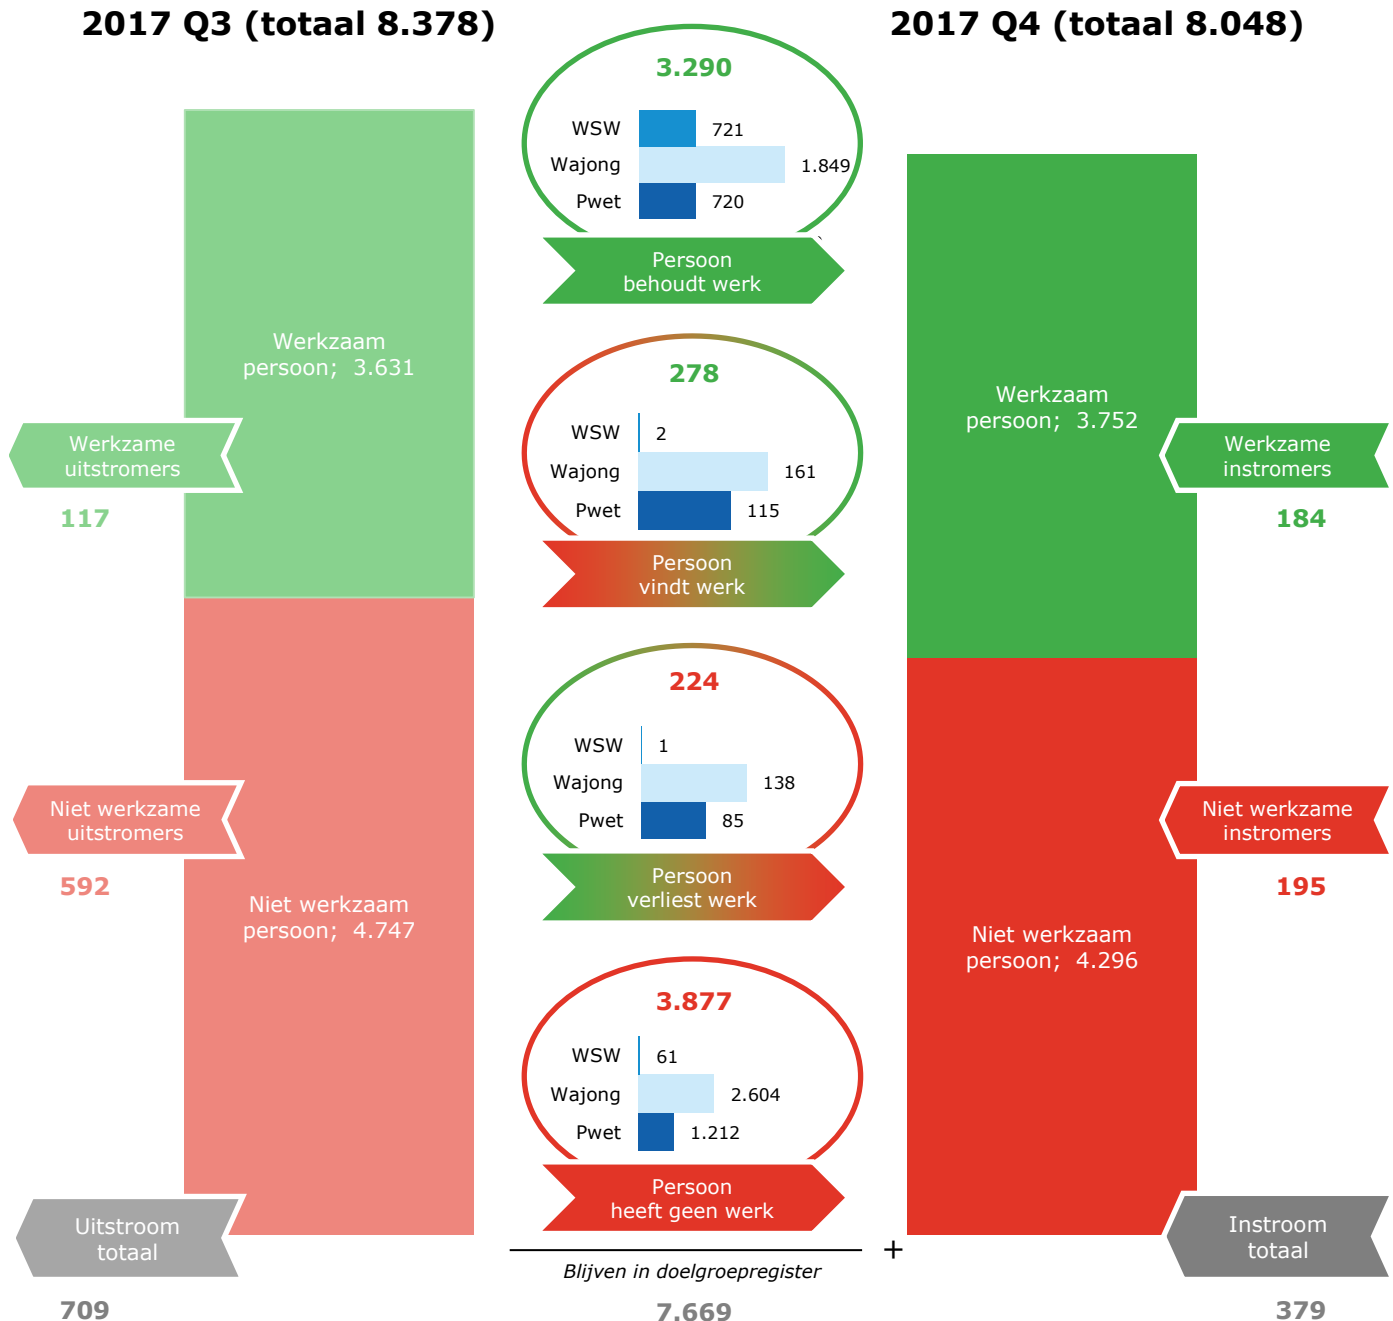 2017 Q3 (totaal 8.378)
2017 Q4 (totaal 8.048)
Werkzaam
persoon; 3.631
Werkzame
uitstromers
117
Niet werkzame
uitstromers
592
Niet werkzaam
persoon; 4.747
Uitstroom
totaal
709
3.290
WSW 721
Wajong 1.849
Pwet 720
Persoon
behoudt werk
278
WSW 2
Wajong 161
Pwet 115
Persoon
vindt werk
224
WSW 1
Wajong 138
Pwet 85
Persoon
verliest werk
3.877
WSW 61
Wajong 2.604
Pwet 1.212
Persoon
heeft geen werk
+
Blijven in doelgroepregister
7.669
Werkzaam
persoon; 3.752
Werkzame
instromers
184
Niet werkzame
instromers
195
Niet werkzaam
persoon; 4.296
Instroom
totaal
379